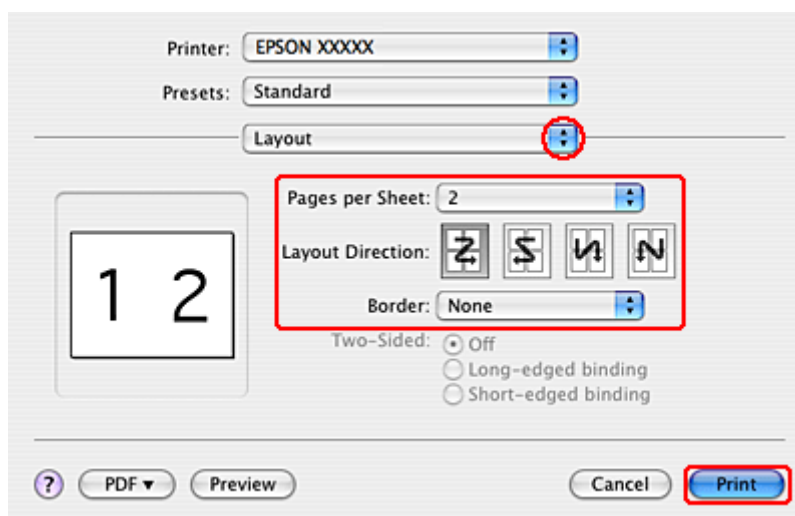 Printer: EPSON XXXXX
Presets: Standard
Layout
Pages per Sheet: 2
Layout Direction:
Border: None
1 2
Two-Sided: Off
Long-edged binding
Short-edged binding
? PDF▼ Preview Cancel Print